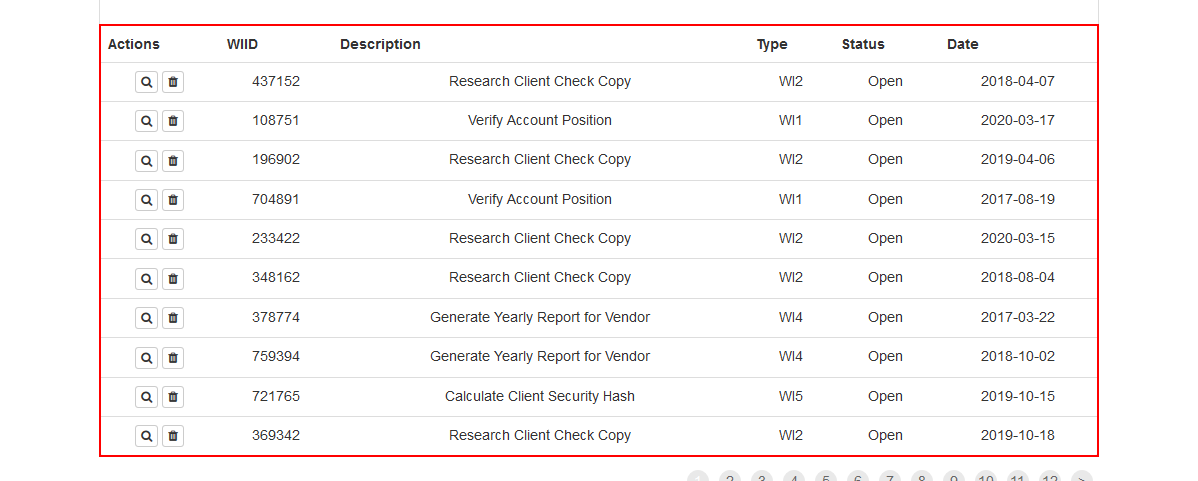 Actions WIID Description Type Status Date
437152 Research Client Check Copy WI2 Open 2018-04-07
108751 Verify Account Position WI1 Open 2020-03-17
196902 Research Client Check Copy WI2 Open 2019-04-06
704891 Verify Account Position WI1 Open 2017-08-19
233422 Research Client Check Copy WI2 Open 2020-03-15
348162 Research Client Check Copy WI2 Open 2018-08-04
378774 Generate Yearly Report for Vendor WI4 Open 2017-03-22
759394 Generate Yearly Report for Vendor WI4 Open 2018-10-02
721765 Calculate Client Security Hash WI5 Open 2019-10-15
369342 Research Client Check Copy WI2 Open 2019-10-18
1 2 3 4 5 6 7 8 9 10 11 12 >